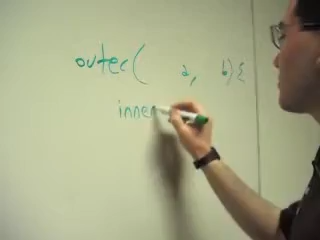 outer( a, b){
inner